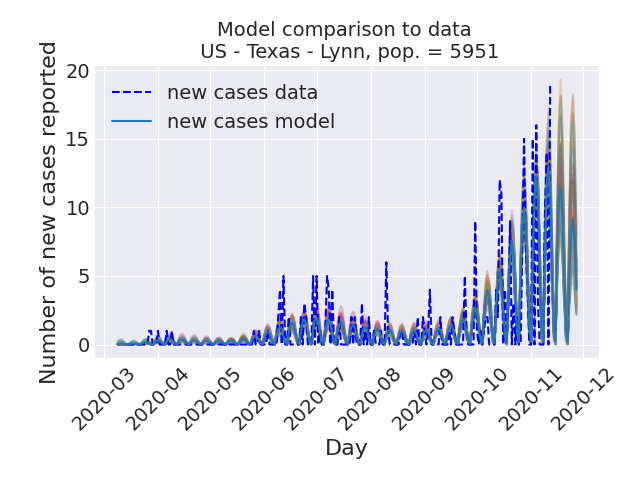 Model comparison to data
US - Texas - Lynn, pop. = 5951
Number of new cases reported
20
15
10
5
0
new cases data
new cases model
2020-03
2020-04
2020-05
2020-06
2020-07
2020-08
2020-09
2020-10
2020-11
2020-12
Day